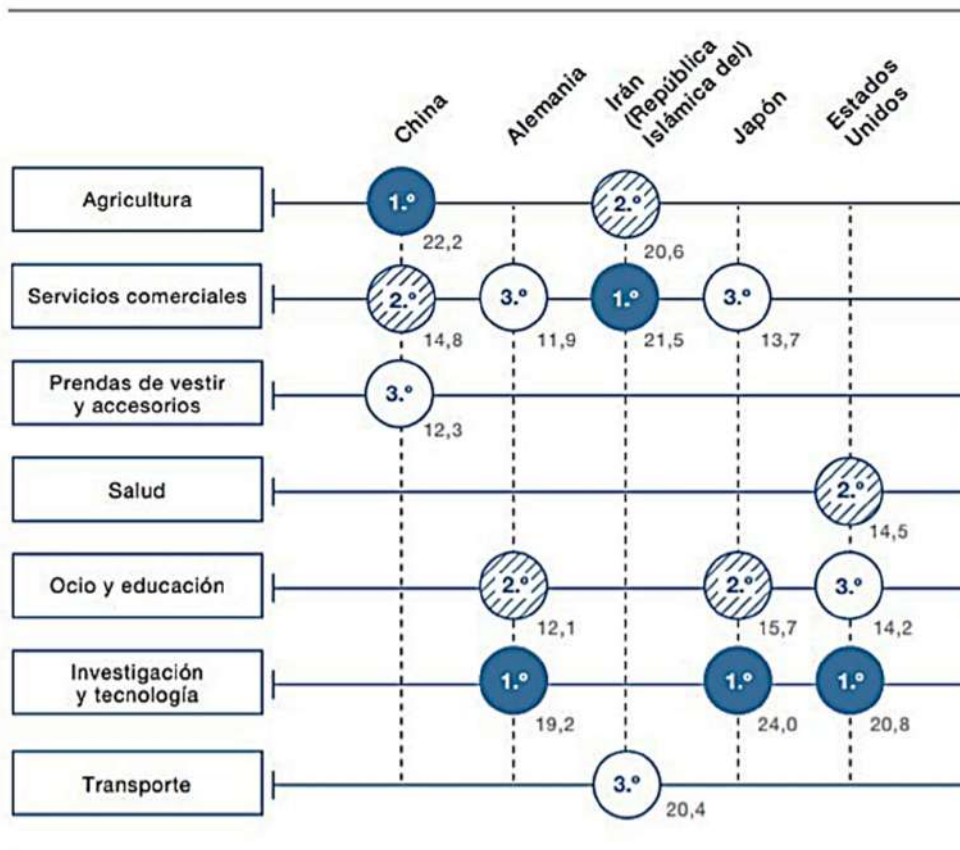 China
Alemania
Irán
(República
Islámica del)
Japón
Estados
Unidos
Agricultura
1.º
2.º
22,2
20,6
Servicios comerciales
2.º
3.º
1.º
3.º
14,8
11,9
21,5
13,7
Prendas de vestir
y accesorios
3.º
12,3
Salud
2.º
14,5
Ocio y educación
2.º
2.º
3.º
12,1
15,7
14,2
Investigación
y tecnología
1.º
1.º
1.º
19,2
24,0
20,8
Transporte
3.º
20,4